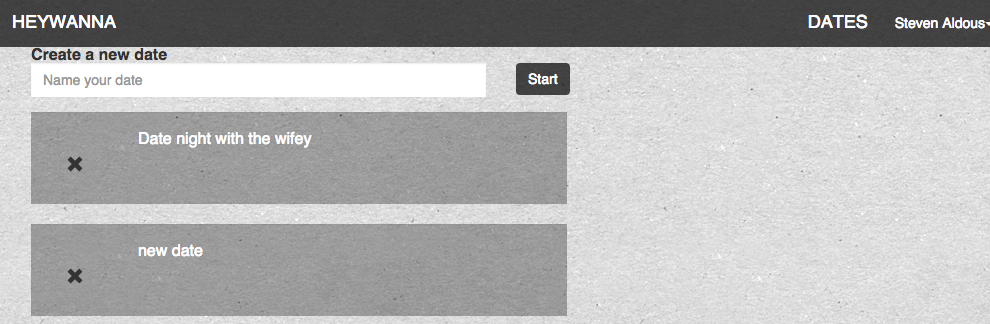 HEYWANNA
DATES
Steven Aldous
Create a new date
Name your date
Start
Date night with the wifey
new date